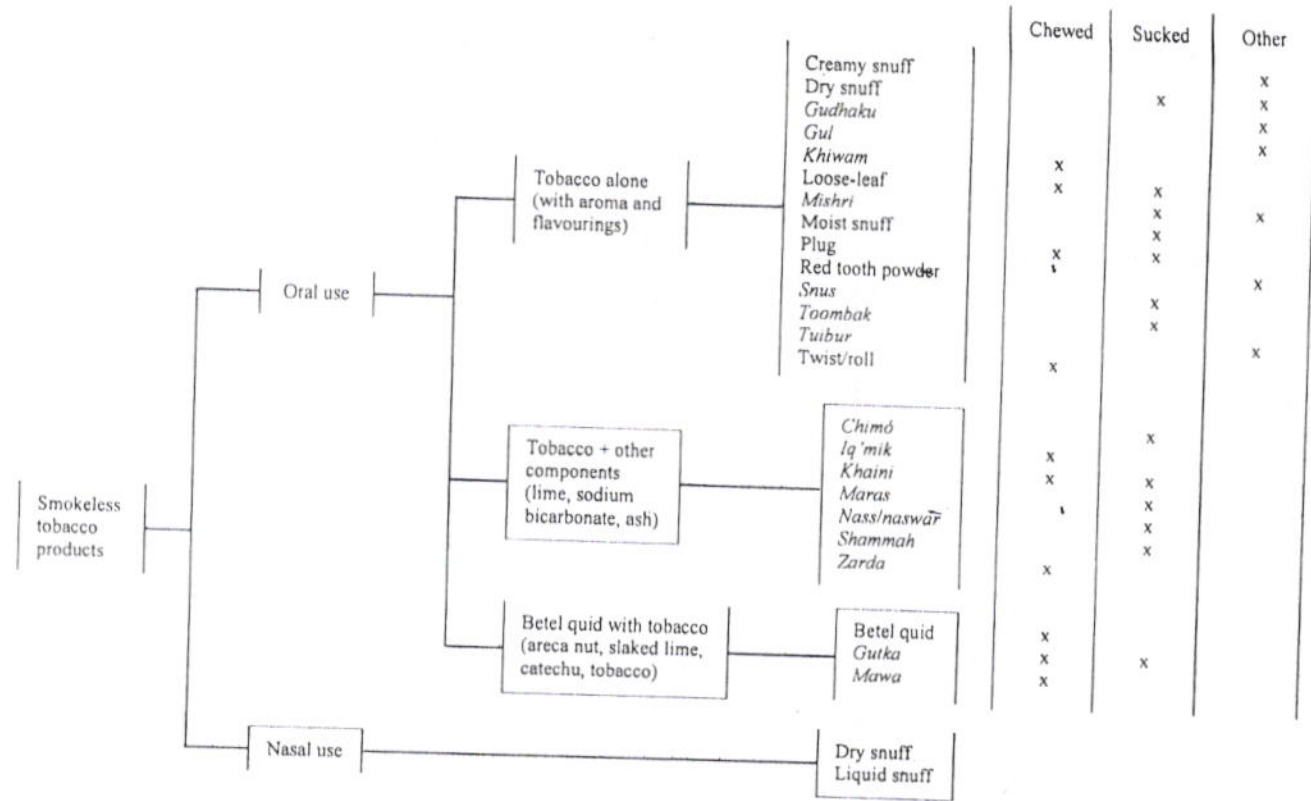 Chewed
Sucked
Other
Creamy snuff
x
Dry snuff
x x
Gudhaku
x
Gul
x
Khiwam
x
Loose-leaf
x x
Mishri
x x
Moist snuff
x
Plug
x x
Red tooth powder
x
Snus
x
Toombak
x
Tuibur
x
Twist/roll
x
Tobacco alone
(with aroma and
flavourings)
Oral use
Chimó
x
Iq'mik
x
Khaini
x x
Maras
x
Nass/naswar
x
Shammah
x
Zarda
x
Tobacco + other
components
(lime, sodium
bicarbonate, ash)
Smokeless
tobacco
products
Betel quid with tobacco
(areca nut, slaked lime,
catechu, tobacco)
Betel quid
x
Gutka
x x
Mawa
x
Nasal use
Dry snuff
Liquid snuff